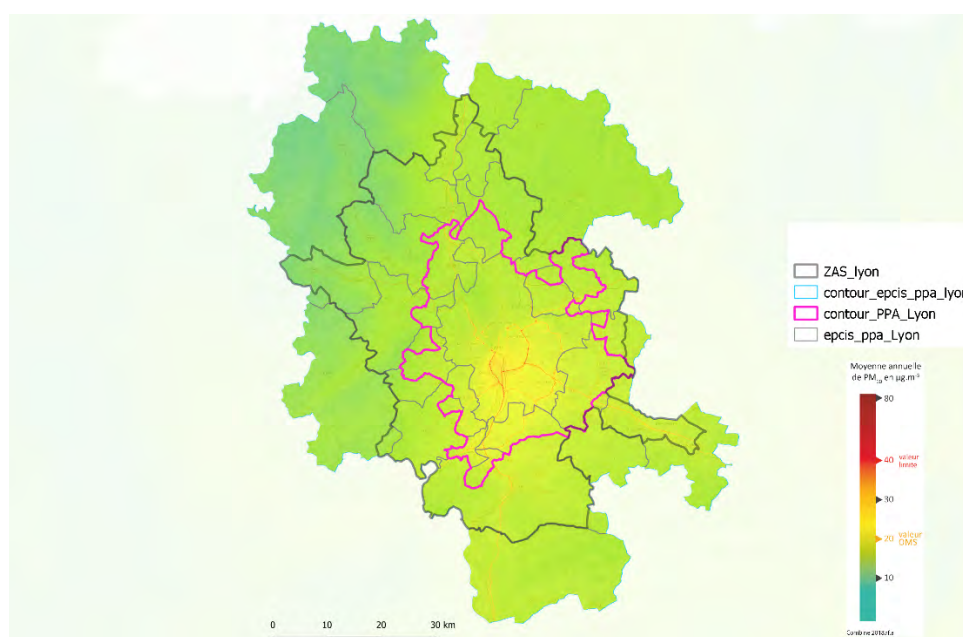 ZAS_lyon
contour_epcis_ppa_lyon
contour_PPA_Lyon
epcis_ppa_Lyon
Moyenne annuelle
de PM₁₀ en µg.m⁻³
80
40 valeur limite
30
20 valeur OMS
10
0 10 20 30 km